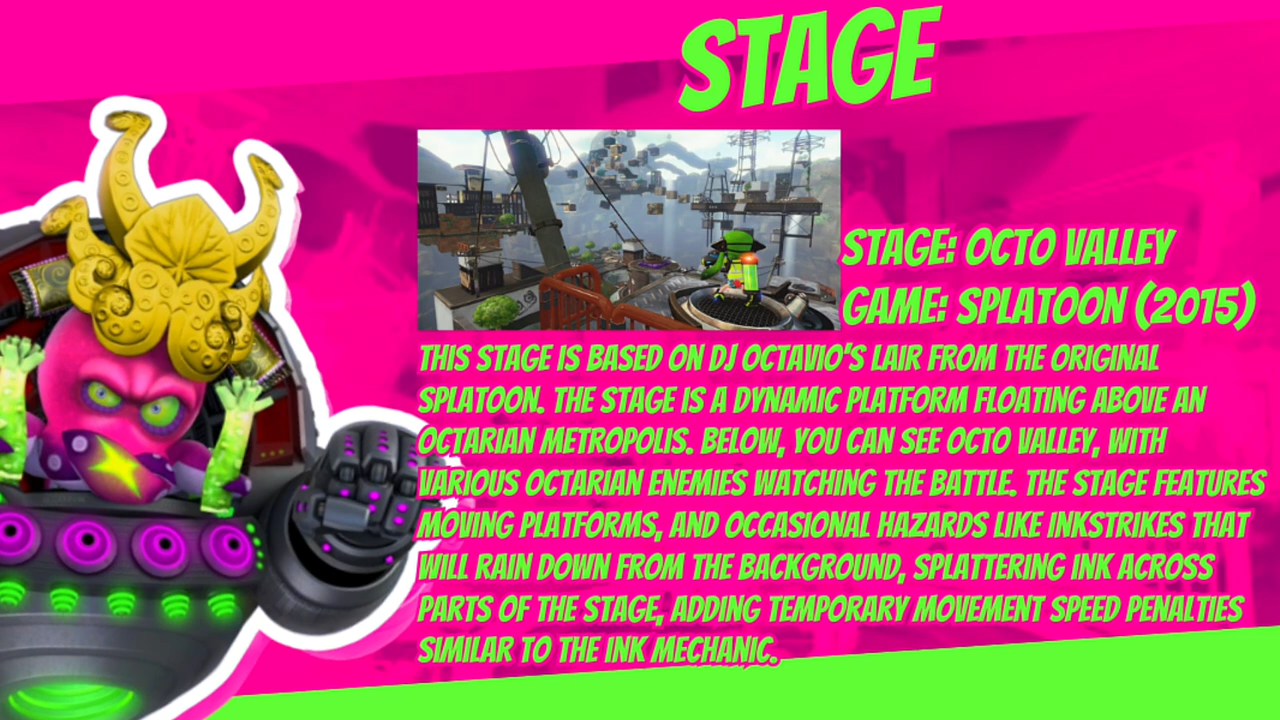 STAGE
STAGE: OCTO VALLEY
GAME: SPLATOON (2015)
THIS STAGE IS BASED ON DJ OCTAVIO'S LAIR FROM THE ORIGINAL
SPLATOON. THE STAGE IS A DYNAMIC PLATFORM FLOATING ABOVE AN
OCTARIAN METROPOLIS. BELOW, YOU CAN SEE OCTO VALLEY, WITH
VARIOUS OCTARIAN ENEMIES WATCHING THE BATTLE. THE STAGE FEATURES
MOVING PLATFORMS, AND OCCASIONAL HAZARDS LIKE INKSTRIKES THAT
WILL RAIN DOWN FROM THE BACKGROUND, SPLATTERING INK ACROSS
PARTS OF THE STAGE, ADDING TEMPORARY MOVEMENT SPEED PENALTIES
SIMILAR TO THE INK MECHANIC.